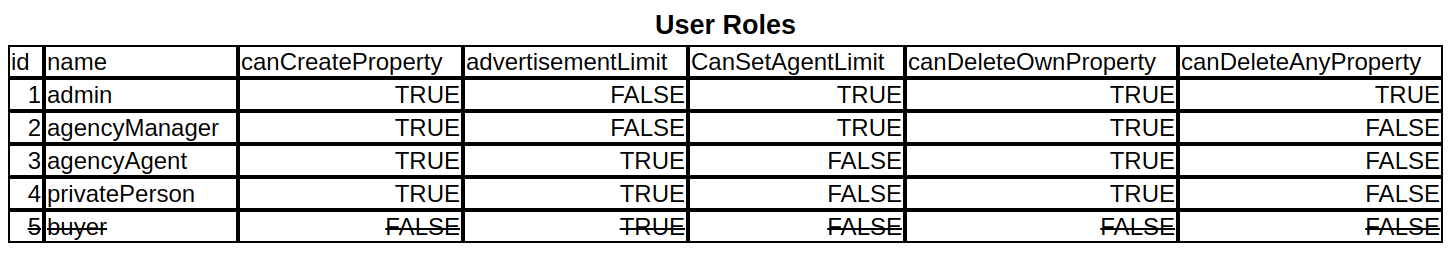 User Roles
id name canCreateProperty advertisementLimit CanSetAgentLimit canDeleteOwnProperty canDeleteAnyProperty
1 admin TRUE FALSE TRUE TRUE TRUE
2 agencyManager TRUE FALSE TRUE TRUE FALSE
3 agencyAgent TRUE TRUE FALSE TRUE FALSE
4 privatePerson TRUE TRUE FALSE TRUE FALSE
5 buyer FALSE TRUE FALSE FALSE FALSE